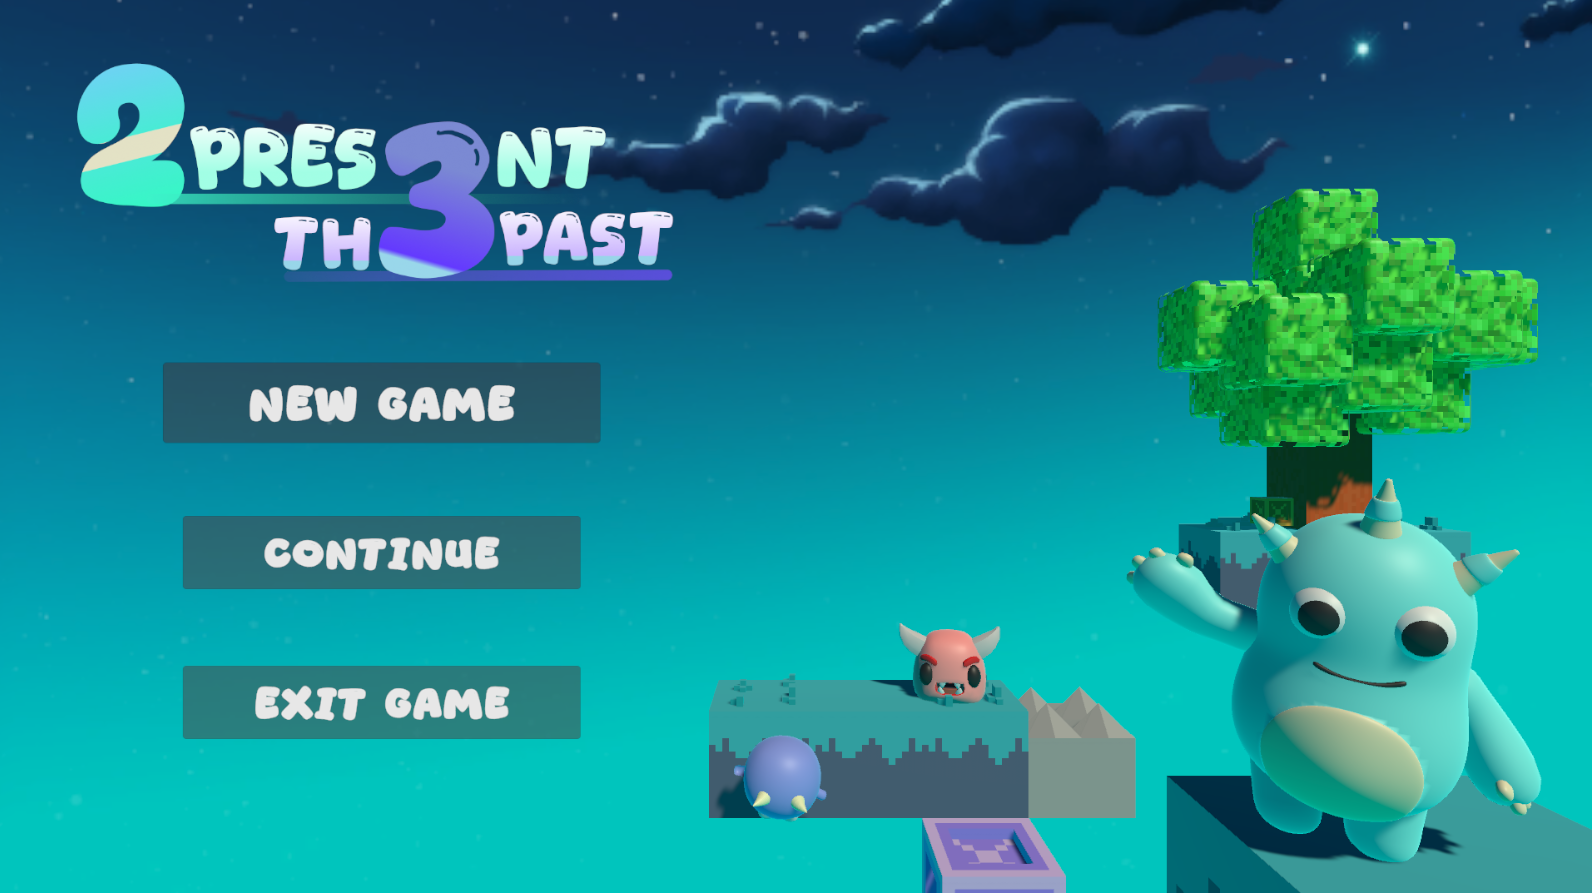 2PRES3NT
TH3PAST
NEW GAME
CONTINUE
EXIT GAME